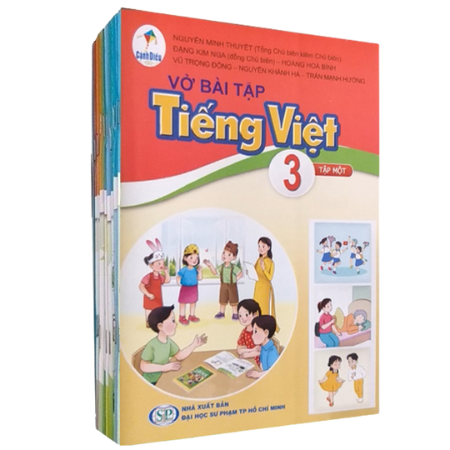 Cánh Diều
NGUYỄN MINH THUYẾT (Tổng Chủ biên kiêm Chủ biên)
ĐẶNG KIM NGA (đồng Chủ biên) – HOÀNG HOÀ BÌNH
VŨ TRỌNG ĐÔNG – NGUYỄN KHÁNH HÀ – TRẦN MẠNH HƯỞNG
VỞ BÀI TẬP
Tiếng Việt
3
TẬP MỘT
SP
NHÀ XUẤT BẢN
ĐẠI HỌC SƯ PHẠM TP HỒ CHÍ MINH